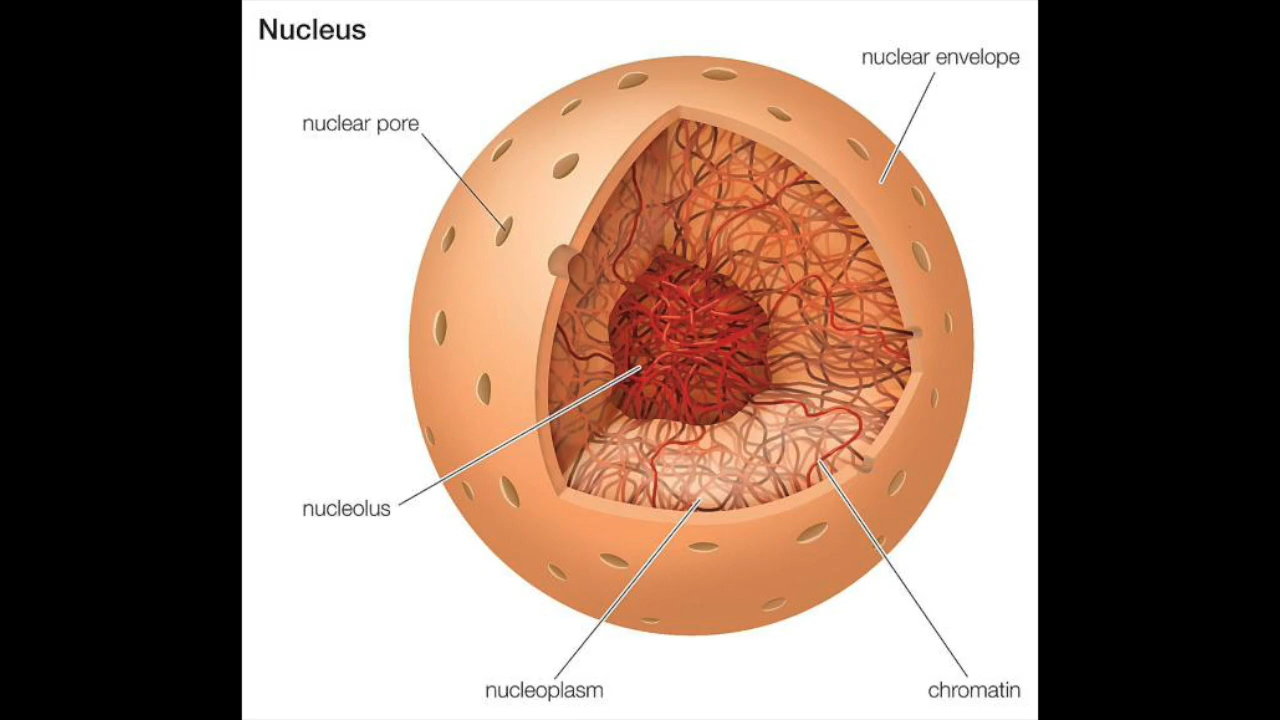 Nucleus
nuclear envelope
nuclear pore
nucleolus
nucleoplasm
chromatin